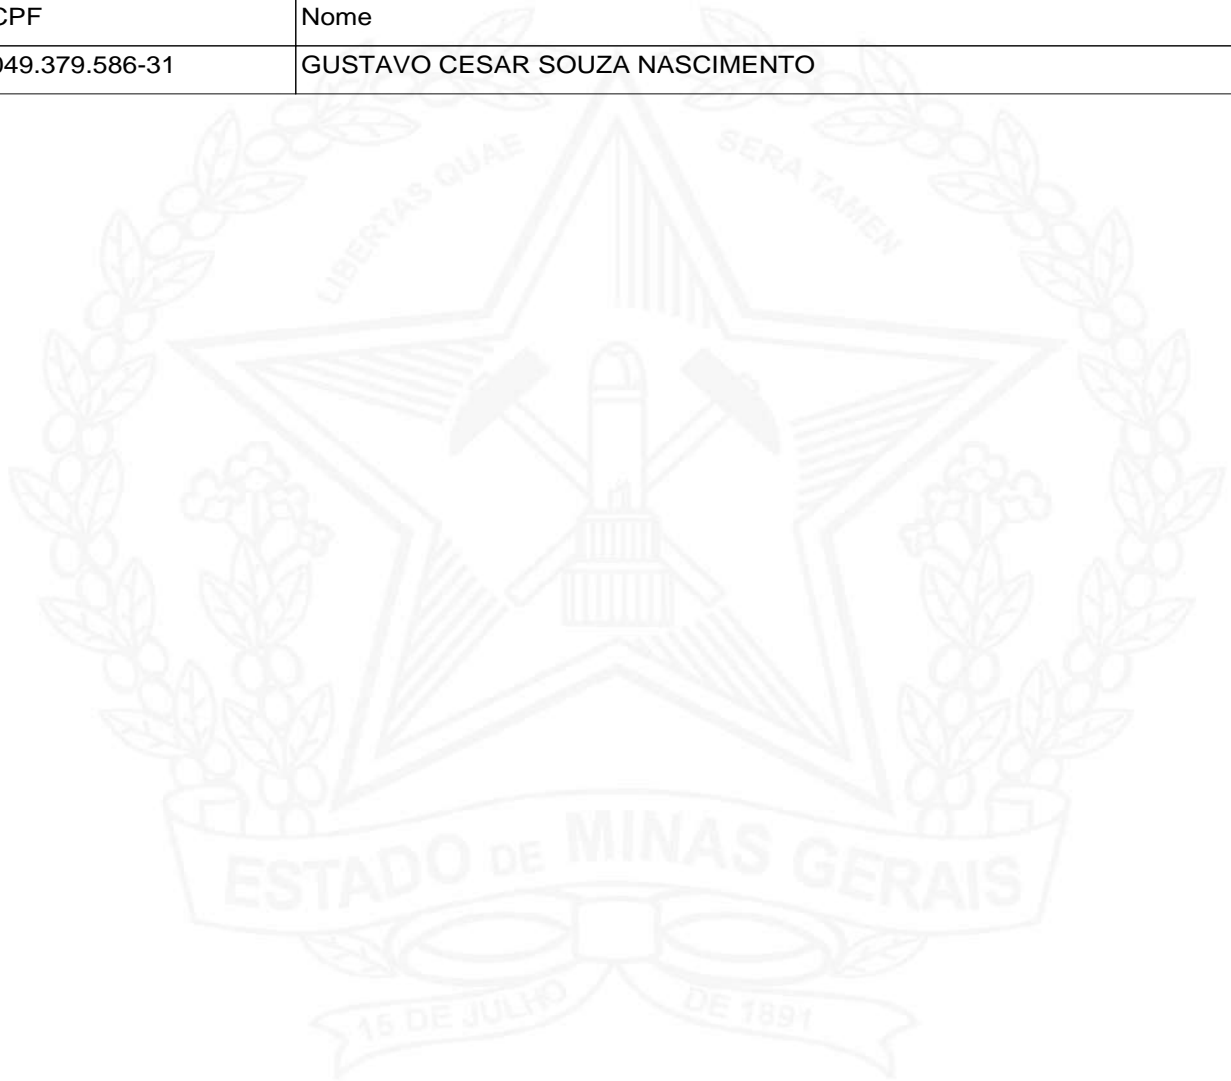 CPF Nome
049.379.586-31 GUSTAVO CESAR SOUZA NASCIMENTO
LIBERTAS QUAE SERA TAMEN
ESTADO DE MINAS GERAIS
15 DE JULHO DE 1891